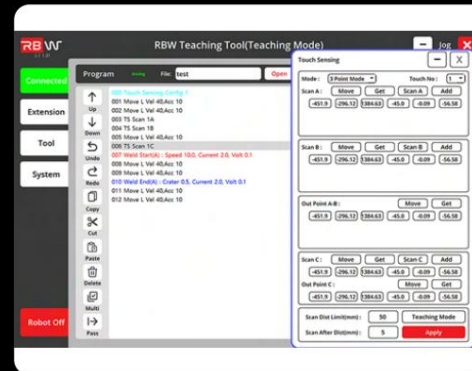 RBW
RBW Teaching Tool(Teaching Mode)
Jog
Connected
Extension
Tool
System
Robot Off
Program
File:
test
Open
Up
Down
Undo
Redo
Copy
Cut
Paste
Delete
Multi
Pass
000 Touch Sensing Config 1
001 Move L Vel 40,Acc 10
002 Move L Vel 40,Acc 10
003 TS Scan 1A
004 TS Scan 1B
005 Move L Vel 40,Acc 10
006 TS Scan 1C
007 Weld Start(A) : Speed 10.0, Current 2.0, Volt 0.1
008 Move L Vel 40,Acc 10
009 Move L Vel 40,Acc 10
010 Weld End(A) : Crater 0.5, Current 2.0, Volt 0.1
011 Move L Vel 40,Acc 10
012 Move L Vel 40,Acc 10
Touch Sensing
X
Mode : 3 Point Mode Touch No : 1
Scan A : Move Get Scan A Add
-451.9 -296.12 1384.63 -45.0 -0.09 -56.58
Scan B : Move Get Scan B Add
-451.9 -296.12 1384.63 -45.0 -0.09 -56.58
Out Point A-B : Move Get
-451.9 -296.12 1384.63 -45.0 -0.09 -56.58
Scan C : Move Get Scan C Add
-451.9 -296.12 1384.63 -45.0 -0.09 -56.58
Out Point C : Move Get
-451.9 -296.12 1384.63 -45.0 -0.09 -56.58
Scan Dist Limit(mm) : 50 Teaching Mode
Scan After Dist(mm) : 5 Apply